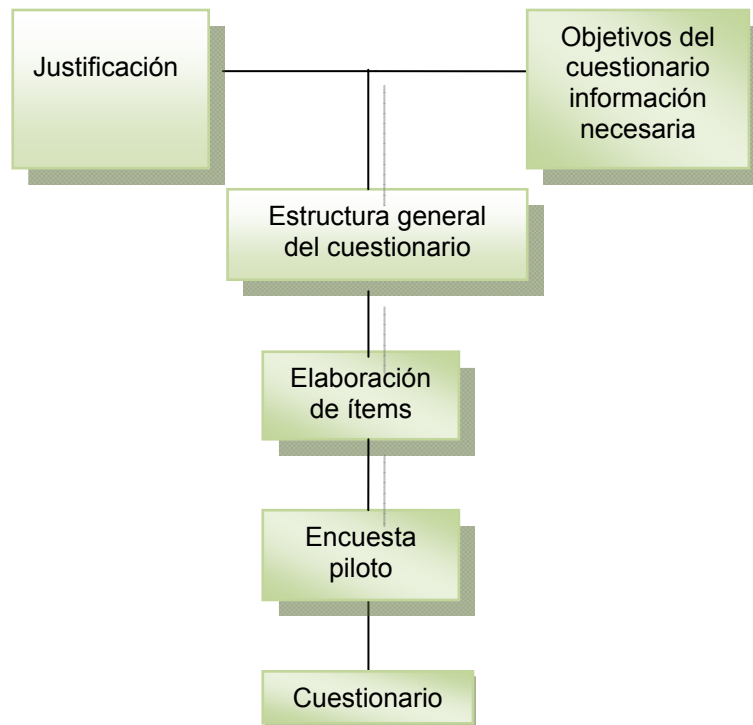 Justificación
Objetivos del
cuestionario
información
necesaria
Estructura general
del cuestionario
Elaboración
de ítems
Encuesta
piloto
Cuestionario